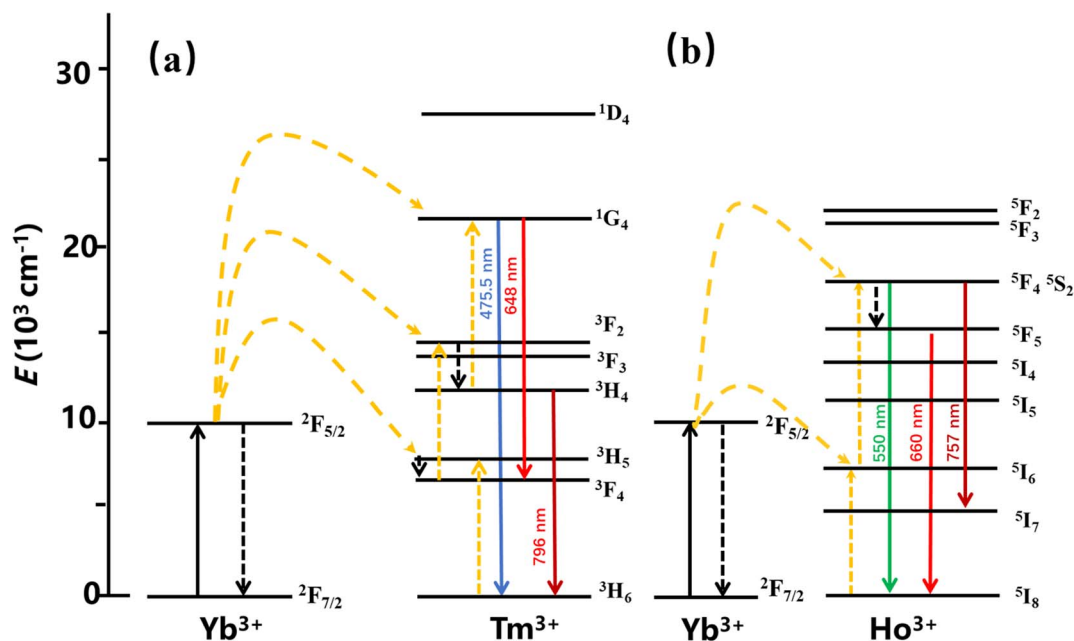 (a)
(b)
30
20
10
0
E (10³ cm⁻¹)
¹D₄
¹G₄
³F₂
³F₃
³H₄
³H₅
³F₄
³H₆
475.5 nm
648 nm
796 nm
²F₅/₂
²F₇/₂
Yb³⁺
Tm³⁺
⁵F₂
⁵F₃
⁵F₄ ⁵S₂
⁵F₅
⁵I₄
⁵I₅
⁵I₆
⁵I₇
⁵I₈
550 nm
660 nm
757 nm
²F₅/₂
²F₇/₂
Yb³⁺
Ho³⁺